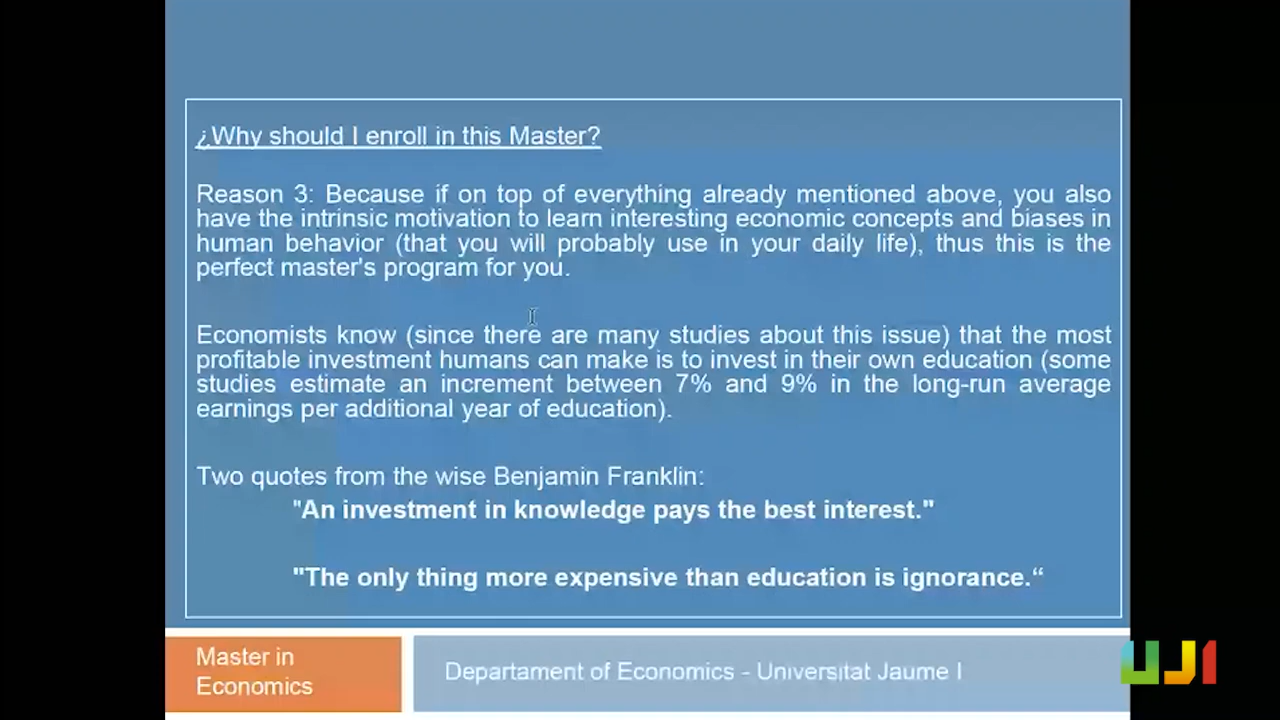 ¿Why should I enroll in this Master?
Reason 3: Because if on top of everything already mentioned above, you also
have the intrinsic motivation to learn interesting economic concepts and biases in
human behavior (that you will probably use in your daily life), thus this is the
perfect master's program for you.
Economists know (since there are many studies about this issue) that the most
profitable investment humans can make is to invest in their own education (some
studies estimate an increment between 7% and 9% in the long-run average
earnings per additional year of education).
Two quotes from the wise Benjamin Franklin:
"An investment in knowledge pays the best interest."
"The only thing more expensive than education is ignorance.“
Master in
Economics
Departament of Economics - Universitat Jaume I
UJI